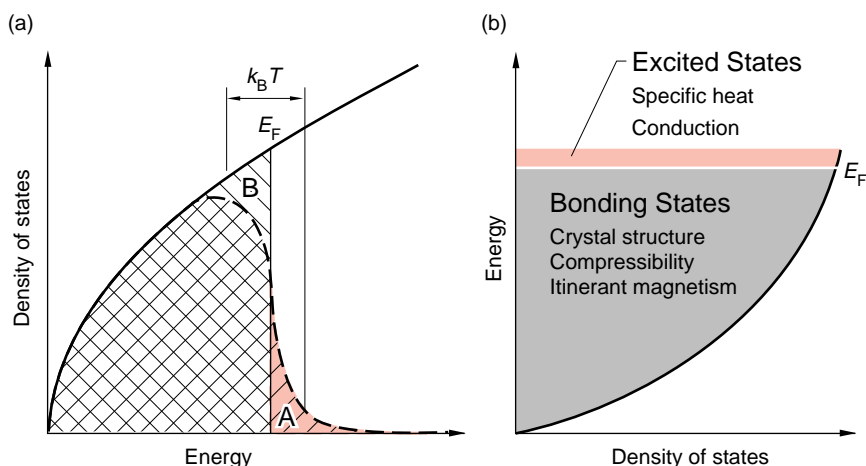 (a)
k_B T
E_F
B
A
Density of states
Energy
(b)
Excited States
Specific heat
Conduction
E_F
Bonding States
Crystal structure
Compressibility
Itinerant magnetism
Energy
Density of states